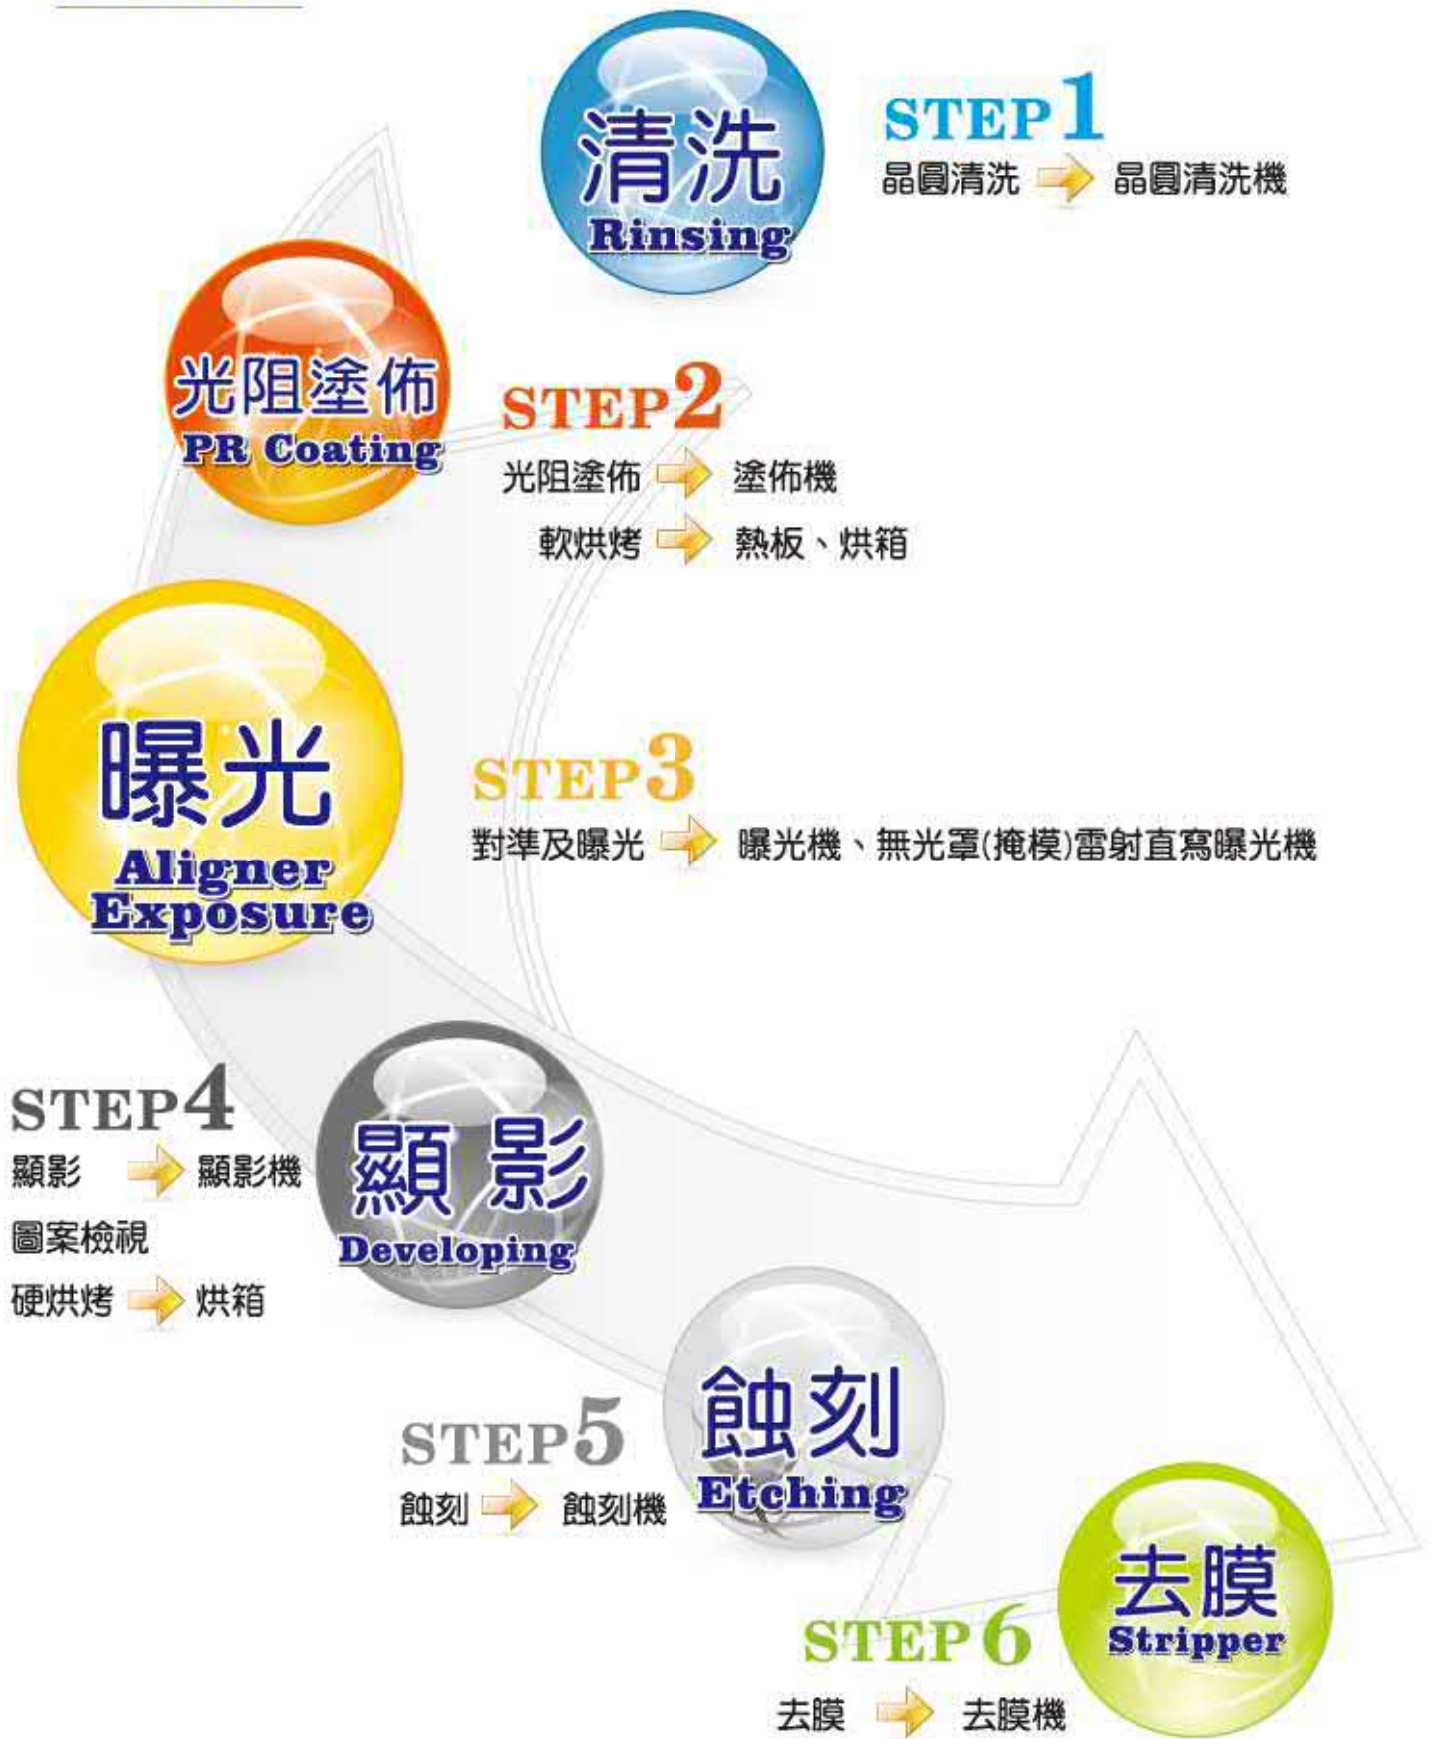 清洗
Rinsing
STEP1
晶圓清洗 晶圓清洗機
光阻塗佈
PR Coating
STEP2
光阻塗佈 塗佈機
軟烘烤 熱板、烘箱
曝光
Aligner
Exposure
STEP3
對準及曝光 曝光機、無光罩(掩模)雷射直寫曝光機
STEP4
顯影 顯影機
圖案檢視
硬烘烤 烘箱
顯影
Developing
STEP5
蝕刻 蝕刻機
蝕刻
Etching
STEP6
去膜 去膜機
去膜
Stripper